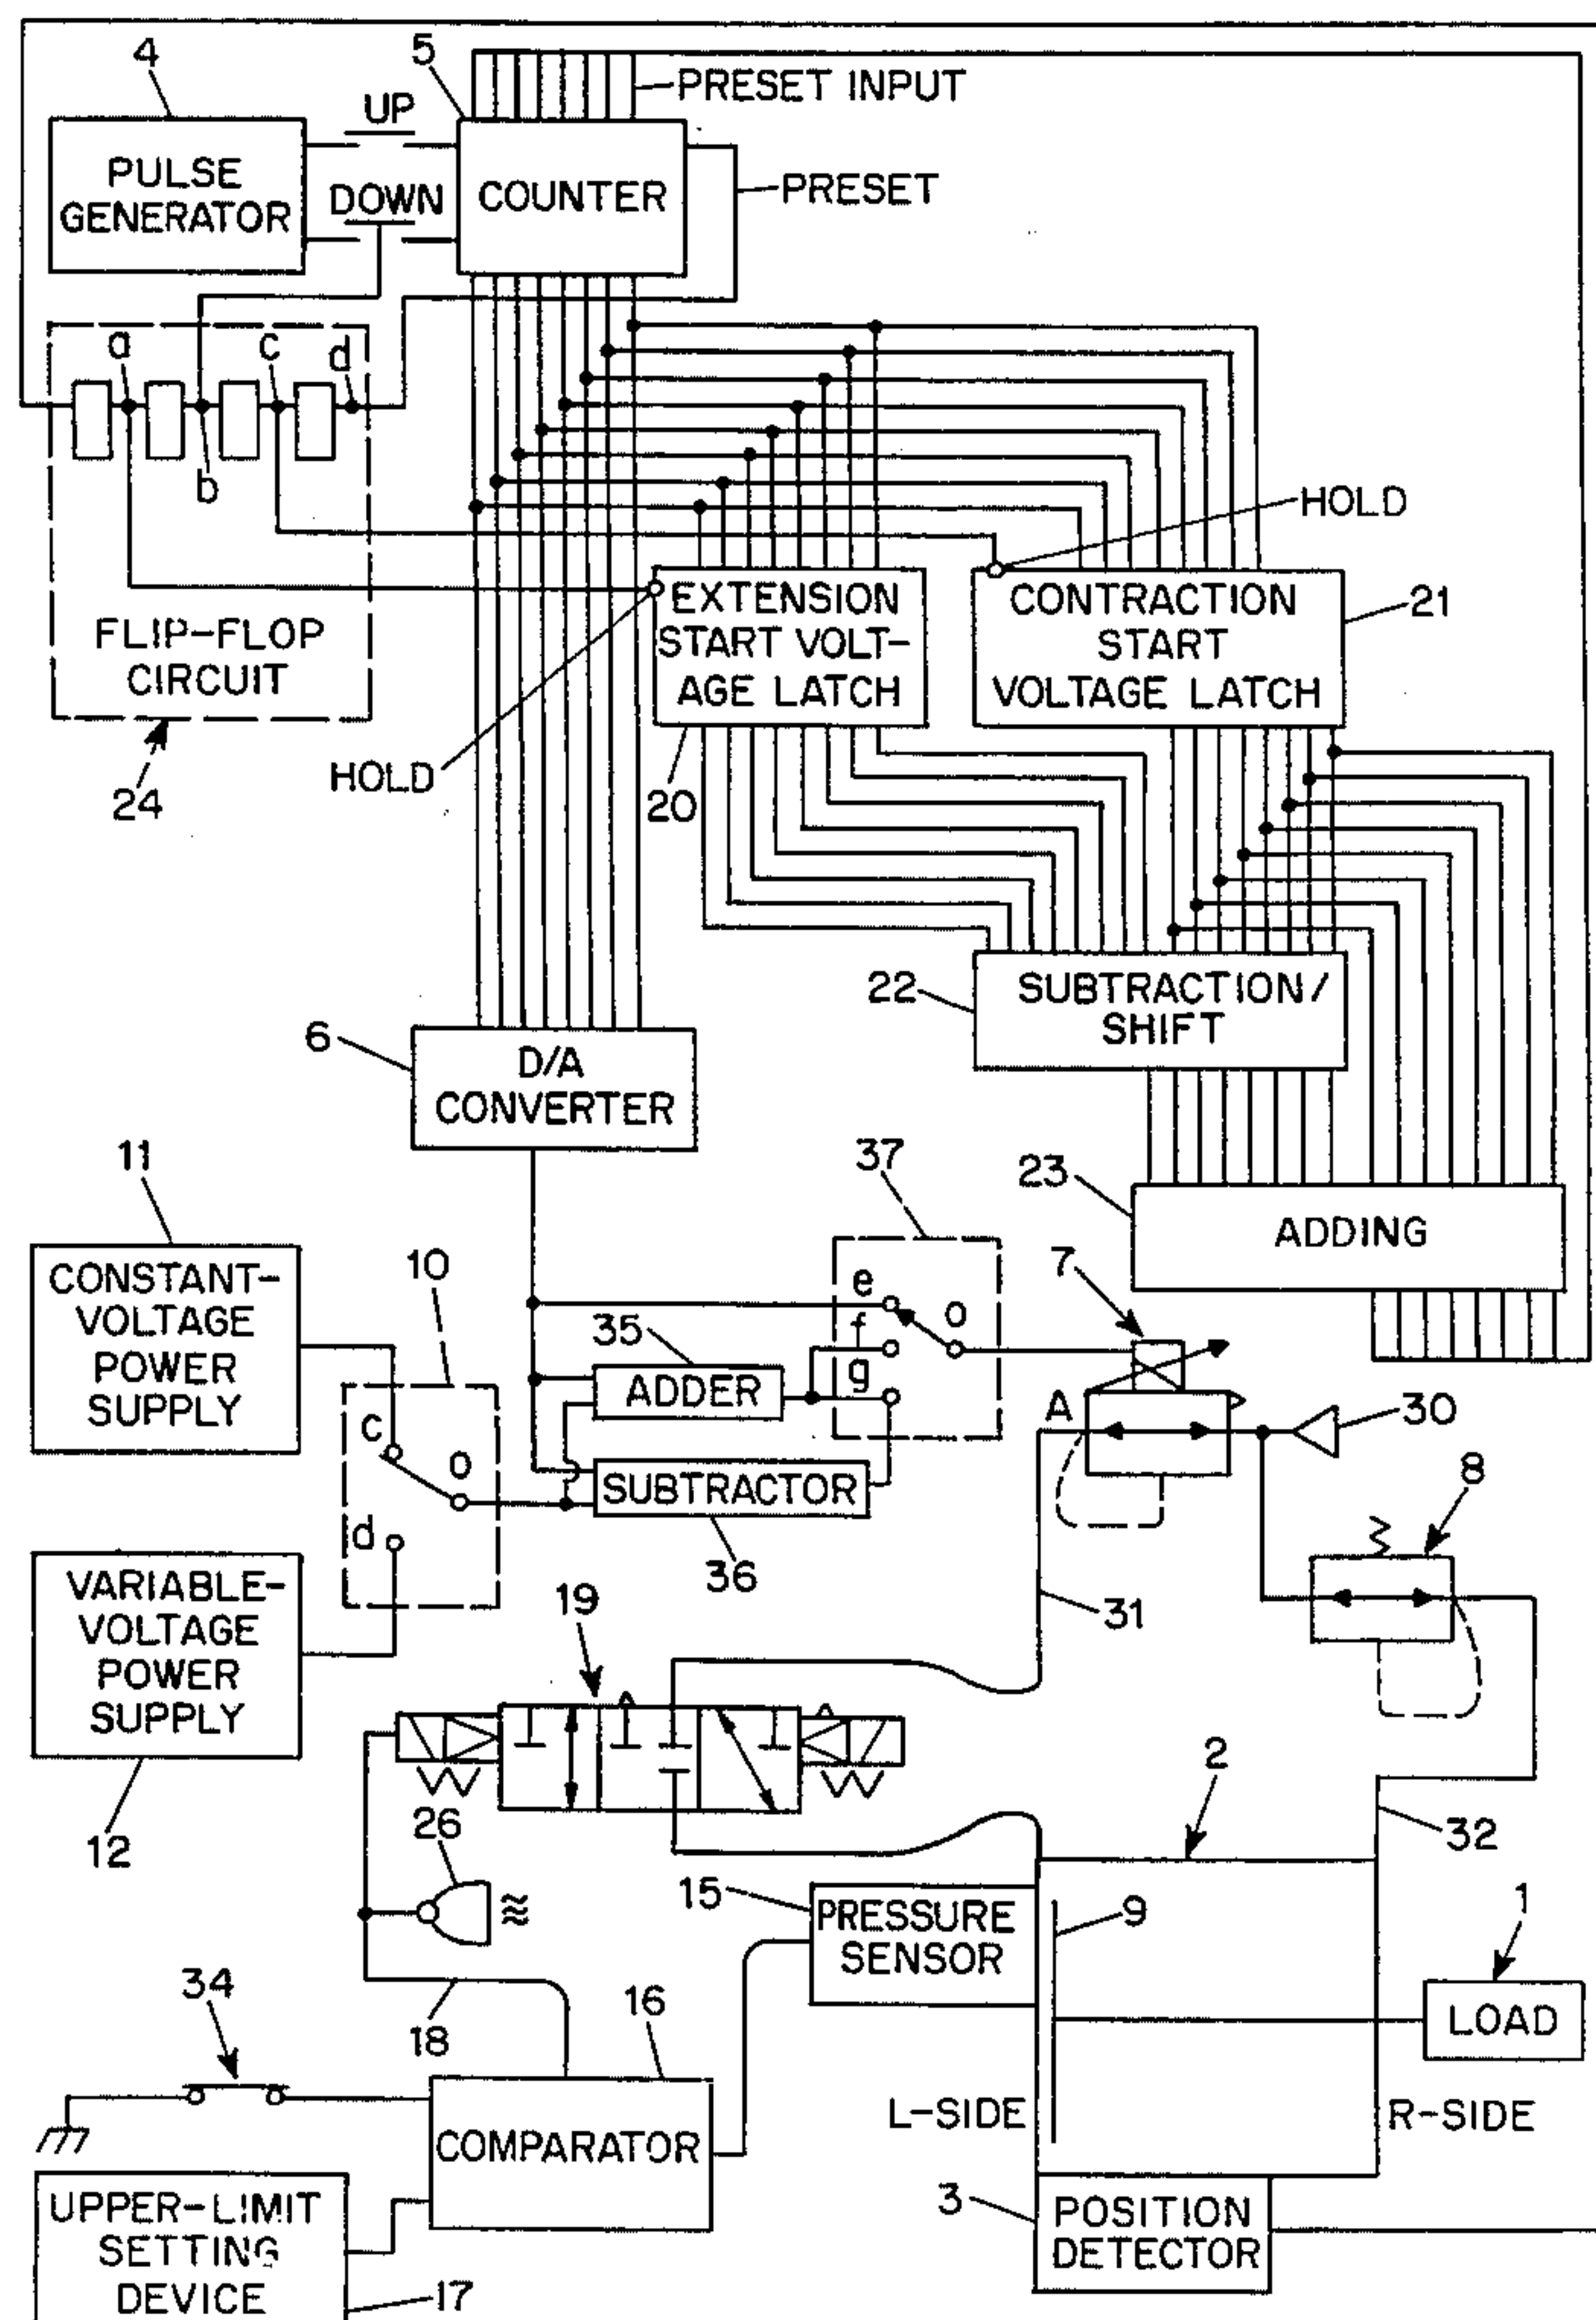 4
5
PRESET INPUT
UP
PULSE
GENERATOR
DOWN
COUNTER
PRESET
a
c
d
b
HOLD
FLIP-FLOP
CIRCUIT
24
HOLD
EXTENSION
START VOLT-
AGE LATCH
20
CONTRACTION
START
VOLTAGE LATCH
21
22
SUBTRACTION/
SHIFT
6
D/A
CONVERTER
23
ADDING
11
CONSTANT-
VOLTAGE
POWER
SUPPLY
10
c
o
d
37
e
f
g
o
35
ADDER
SUBTRACTOR
36
7
A
30
8
31
VARIABLE-
VOLTAGE
POWER
SUPPLY
12
19
26
2
32
15
PRESSURE
SENSOR
9
1
LOAD
34
18
16
COMPARATOR
L-SIDE
R-SIDE
3
POSITION
DETECTOR
UPPER-LIMIT
SETTING
DEVICE
17